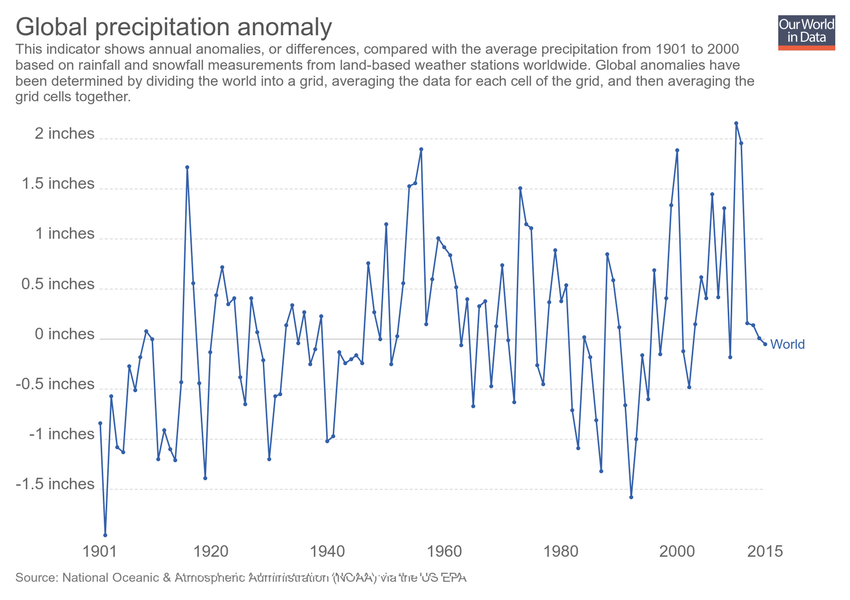 Global precipitation anomaly
Our World
in Data
This indicator shows annual anomalies, or differences, compared with the average precipitation from 1901 to 2000
based on rainfall and snowfall measurements from land-based weather stations worldwide. Global anomalies have
been determined by dividing the world into a grid, averaging the data for each cell of the grid, and then averaging the
grid cells together.
2 inches
1.5 inches
1 inches
0.5 inches
0 inches
World
-0.5 inches
-1 inches
-1.5 inches
1901 1920 1940 1960 1980 2000 2015
Source: National Oceanic & Atmospheric Administration (NOAA) via the US EPA